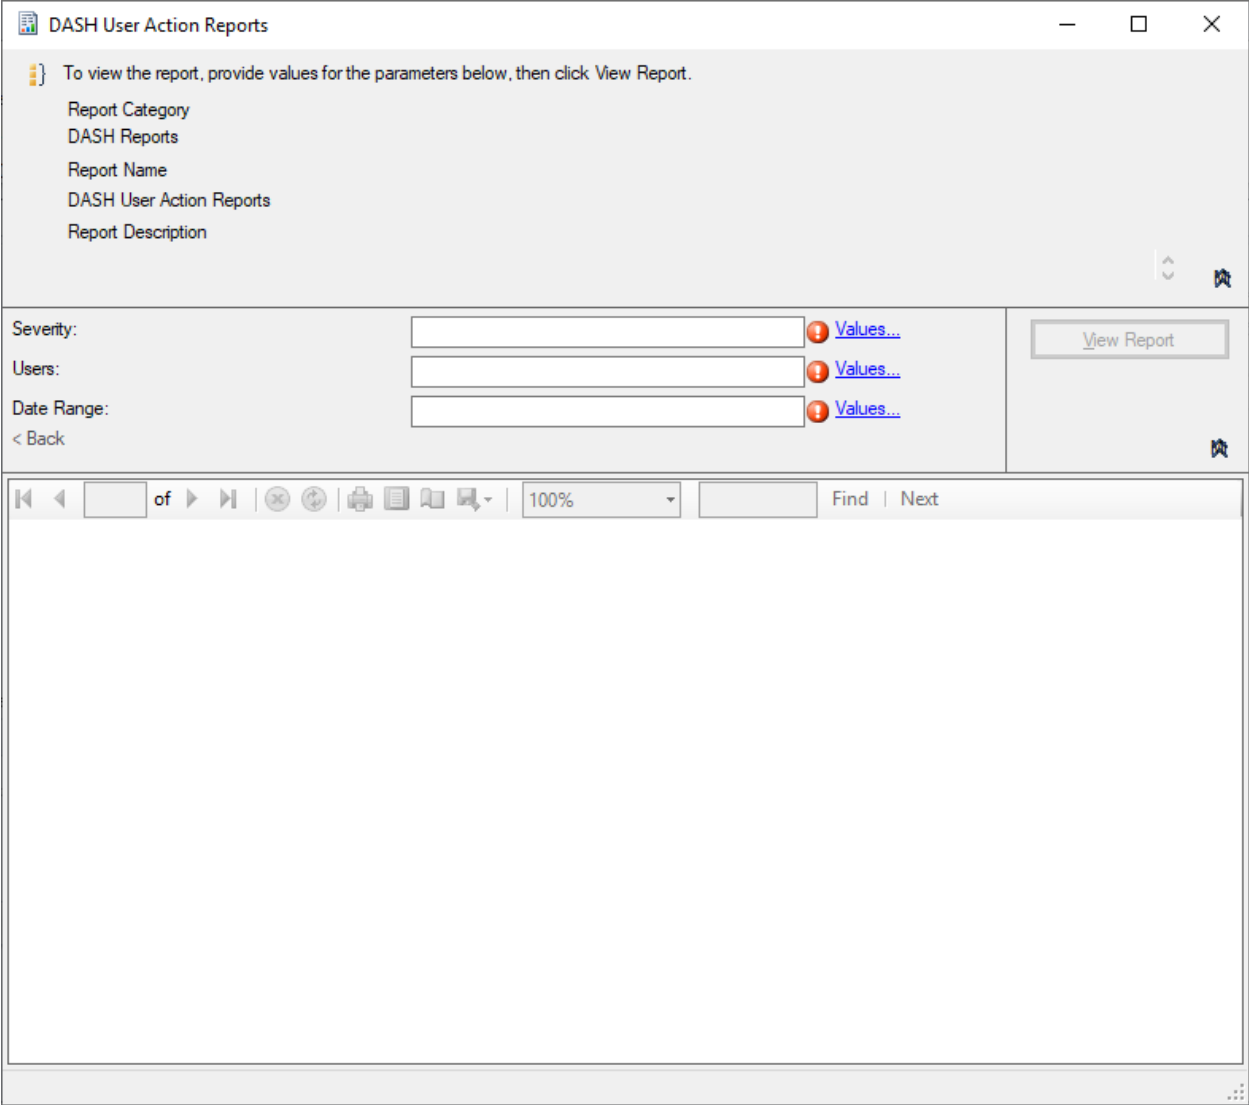 DASH User Action Reports
To view the report, provide values for the parameters below, then click View Report.
Report Category
DASH Reports
Report Name
DASH User Action Reports
Report Description
Severity: Values... View Report
Users: Values...
Date Range: Values...
< Back
of 100% Find | Next